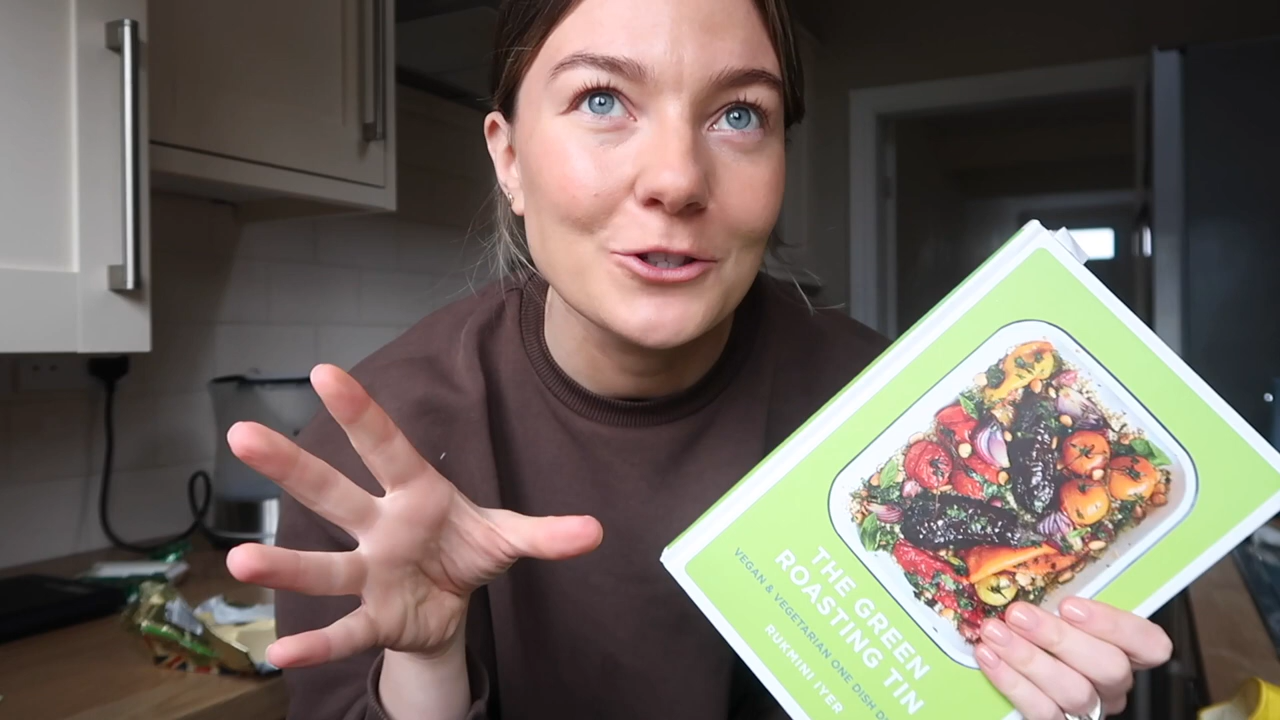 THE GREEN
ROASTING TIN
VEGAN & VEGETARIAN ONE DISH
RUKMINI IYER